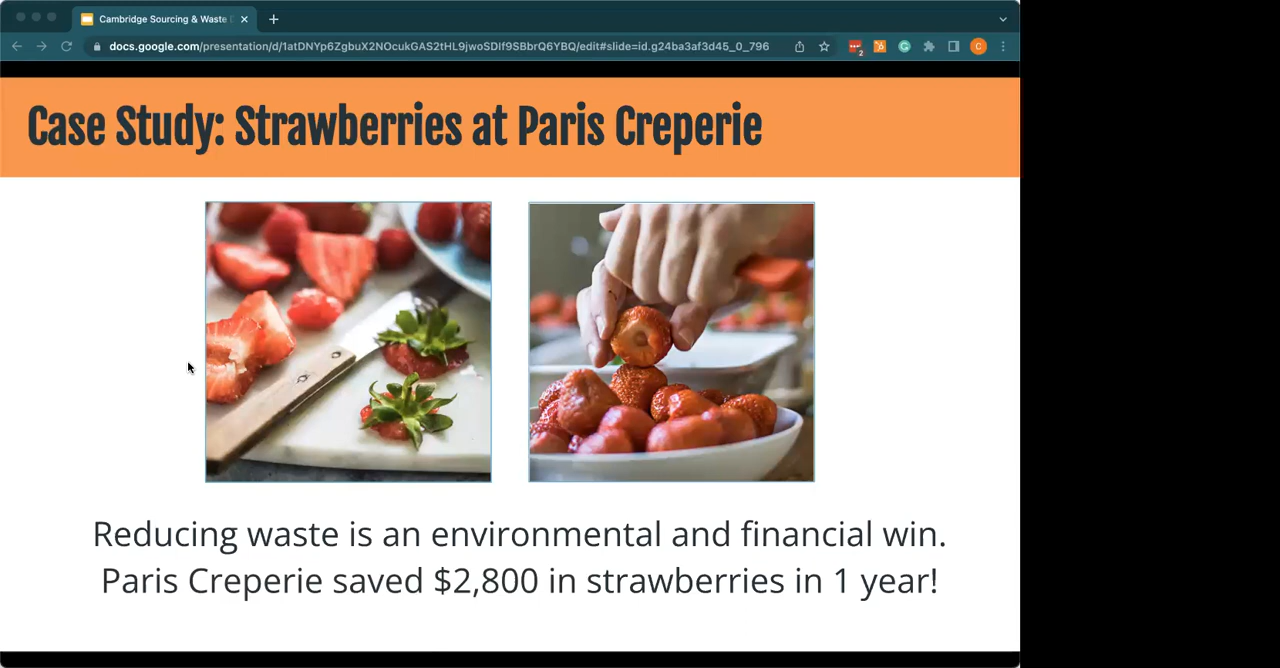 Cambridge Sourcing & Waste
docs.google.com/presentation/d/1atDNYp6ZgbuX2NOcukGAS2tHL9jwoSDlf9SBbrQ6YBQ/edit#slide=id.g24ba3af3d45_0_796
2
C
Case Study: Strawberries at Paris Creperie
Reducing waste is an environmental and financial win.
Paris Creperie saved $2,800 in strawberries in 1 year!